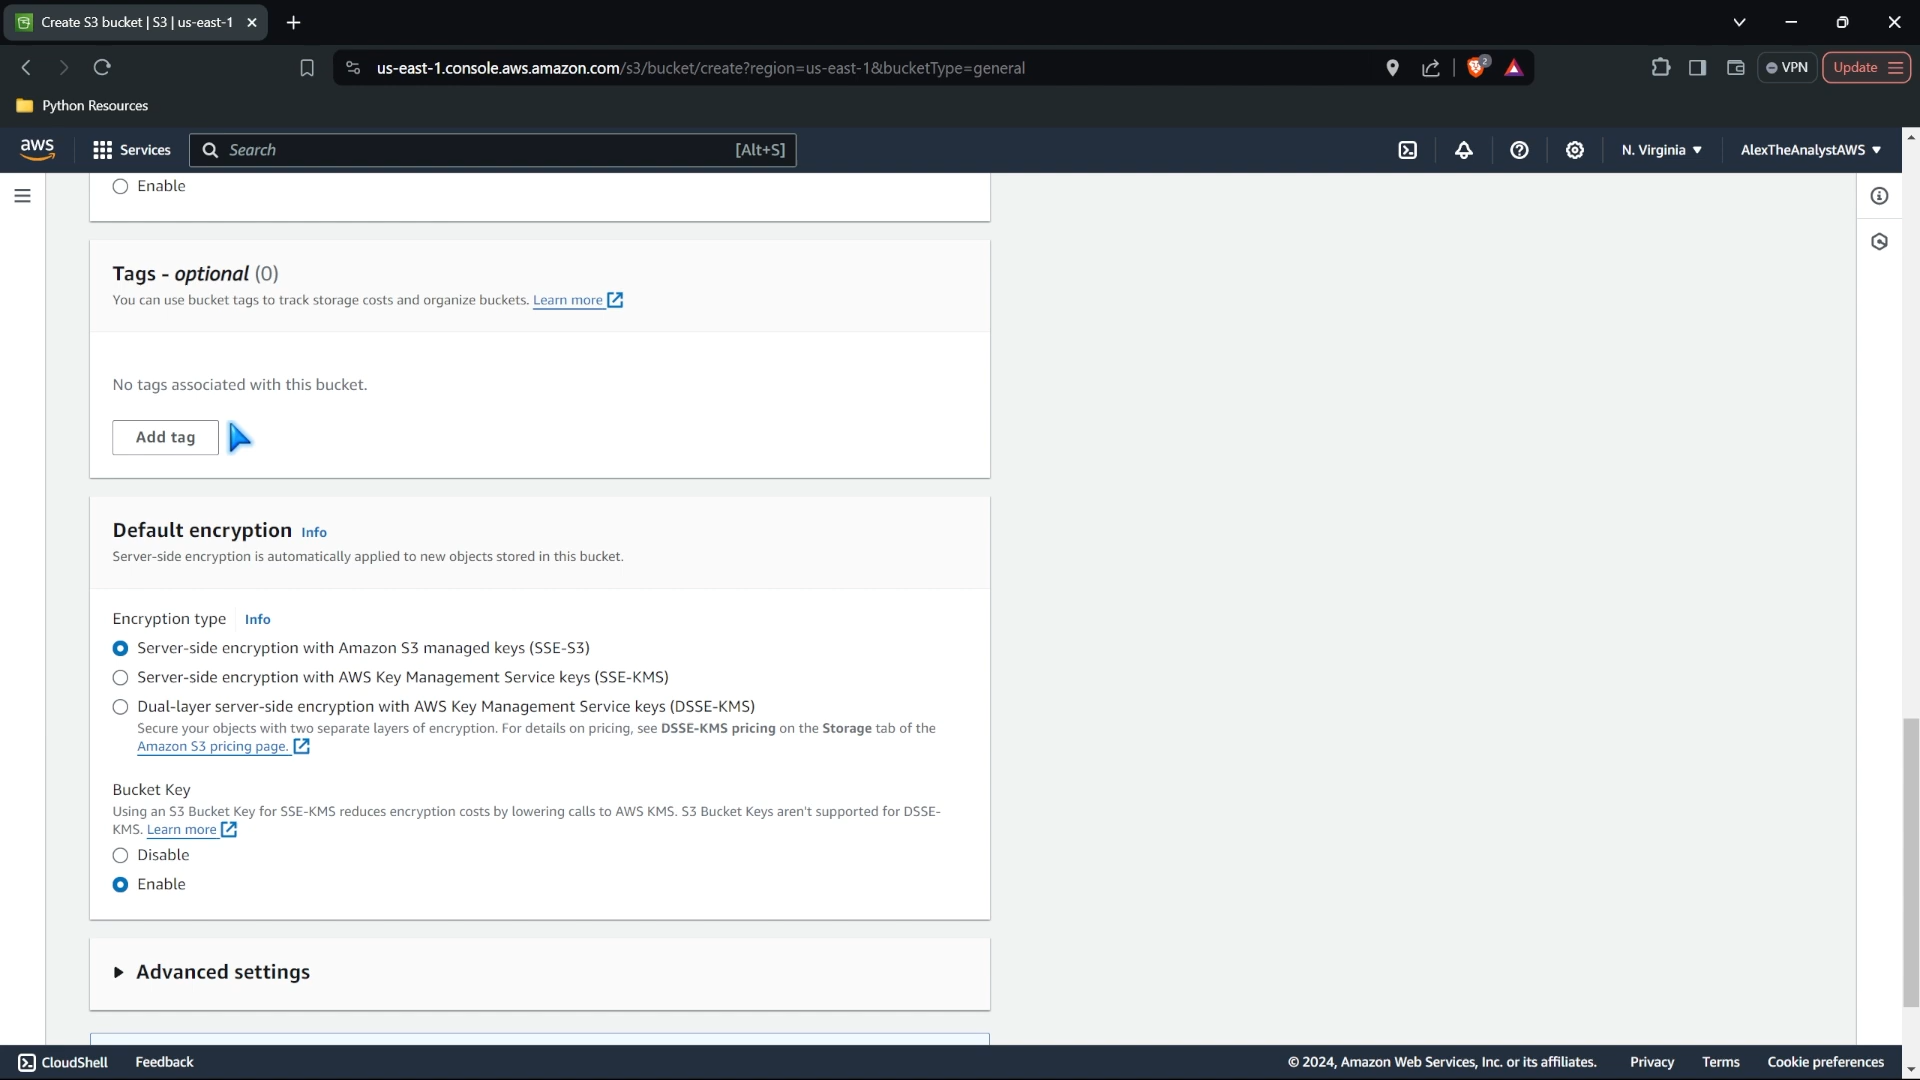 Create S3 bucket | S3 | us-east-1
us-east-1.console.aws.amazon.com/s3/bucket/create?region=us-east-1&bucketType=general
2
VPN
Update
Python Resources
aws
Services
Search
[Alt+S]
N. Virginia
AlexTheAnalystAWS
Enable
Tags - optional (0)
You can use bucket tags to track storage costs and organize buckets. Learn more
No tags associated with this bucket.
Add tag
Default encryption Info
Server-side encryption is automatically applied to new objects stored in this bucket.
Encryption type Info
Server-side encryption with Amazon S3 managed keys (SSE-S3)
Server-side encryption with AWS Key Management Service keys (SSE-KMS)
Dual-layer server-side encryption with AWS Key Management Service keys (DSSE-KMS)
Secure your objects with two separate layers of encryption. For details on pricing, see DSSE-KMS pricing on the Storage tab of the
Amazon S3 pricing page.
Bucket Key
Using an S3 Bucket Key for SSE-KMS reduces encryption costs by lowering calls to AWS KMS. S3 Bucket Keys aren't supported for DSSE-
KMS. Learn more
Disable
Enable
Advanced settings
CloudShell
Feedback
© 2024, Amazon Web Services, Inc. or its affiliates.
Privacy
Terms
Cookie preferences